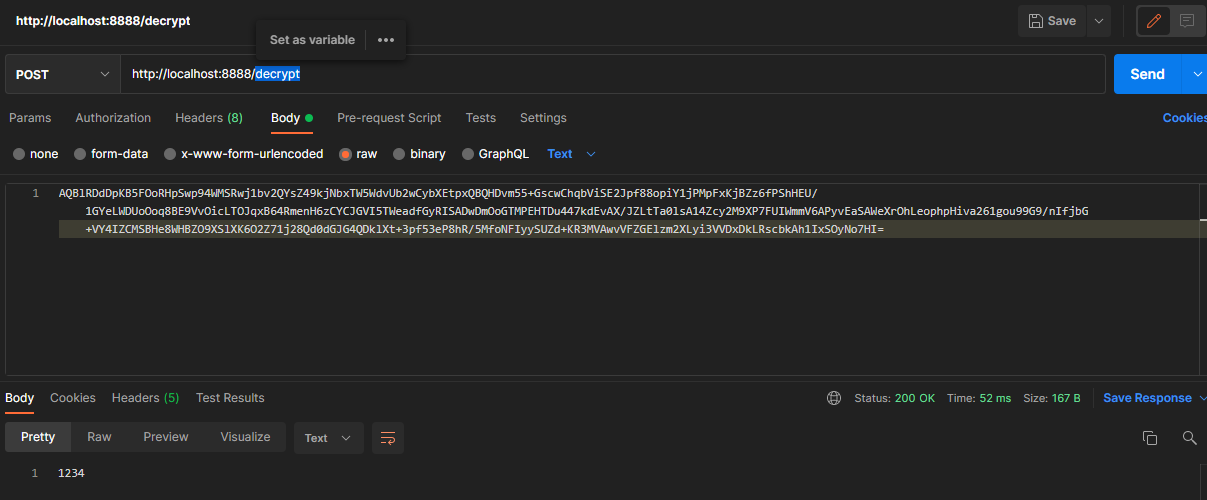 http://localhost:8888/decrypt
Save
Set as variable
POST
http://localhost:8888/decrypt
Send
Params Authorization Headers (8) Body Pre-request Script Tests Settings Cookies
none form-data x-www-form-urlencoded raw binary GraphQL Text
1 AQBlRDdDpKB5FOoRHpSwp94WMSRwj1bv2QYsZ49kjNbxTW5WdvUb2wCybXEtpxQBQHDvm55+GscwChqbViSE2Jpf88opiY1jPMpFxKjBZz6fPShHEU/
1GYeLWDUoOoq8BE9VvOicLTOJqxB64RmenH6zCYCJGVI5TWeadfGyRISADwDmOoGTMPEHTDu447kdEvAX/JZLtTa0lsA14Zcy2M9XP7FUIWmmV6APyvEaSAWeXrOhLeophpHiva261gou99G9/nIfjbG
+VY4IZCMSBHe8WHBZO9XSlXK6O2Z71j28Qd0dGJG4QDklXt+3pf53eP8hR/5MfoNFIyySUZd+KR3MVAwvVFZGElzm2XLyi3VVDxDkLRscbkAh1IxSOyNo7HI=
Body Cookies Headers (5) Test Results Status: 200 OK Time: 52 ms Size: 167 B Save Response
Pretty Raw Preview Visualize Text
1 1234